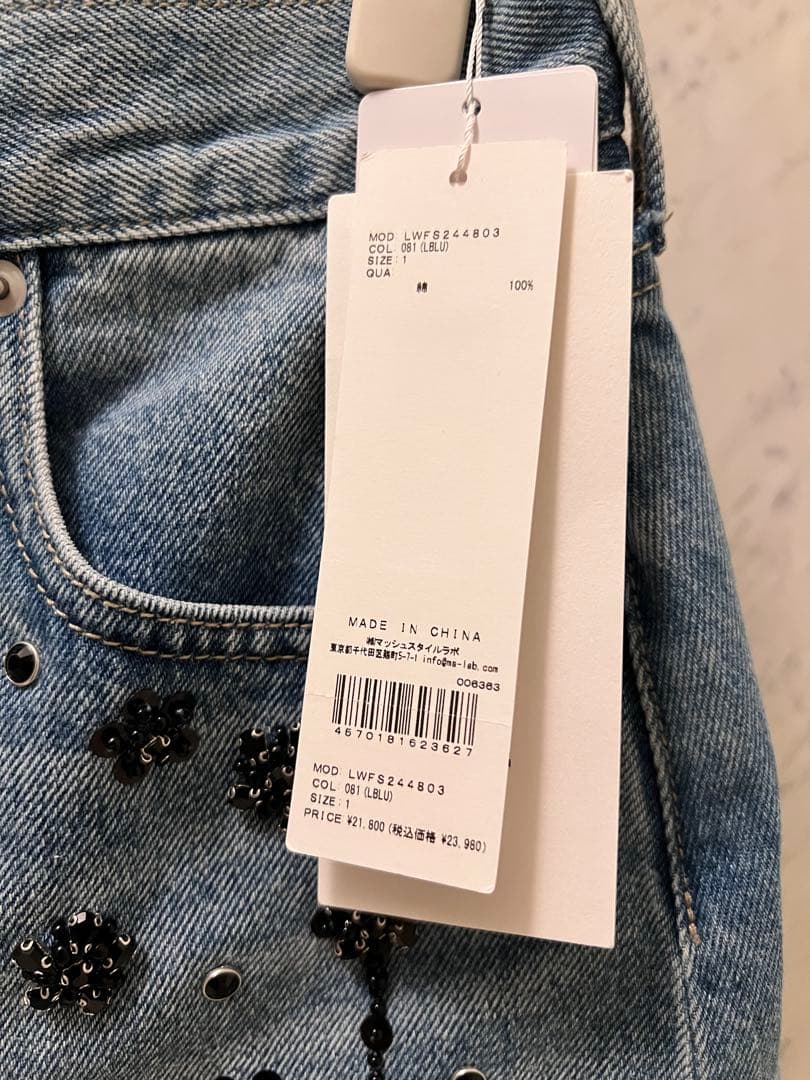 MOD: LWFS244803
COL: 081(LBLU)
SIZE:1
QUA:
綿 100%
MADE IN CHINA
㈱マッシュスタイルラボ
東京都千代田区麹町5-7-1 info@ms-lab.com
006363
4670181623627
MOD: LWFS244803
COL: 081(LBLU)
SIZE:1
PRICE ¥21,800(税込価格 ¥23,980)